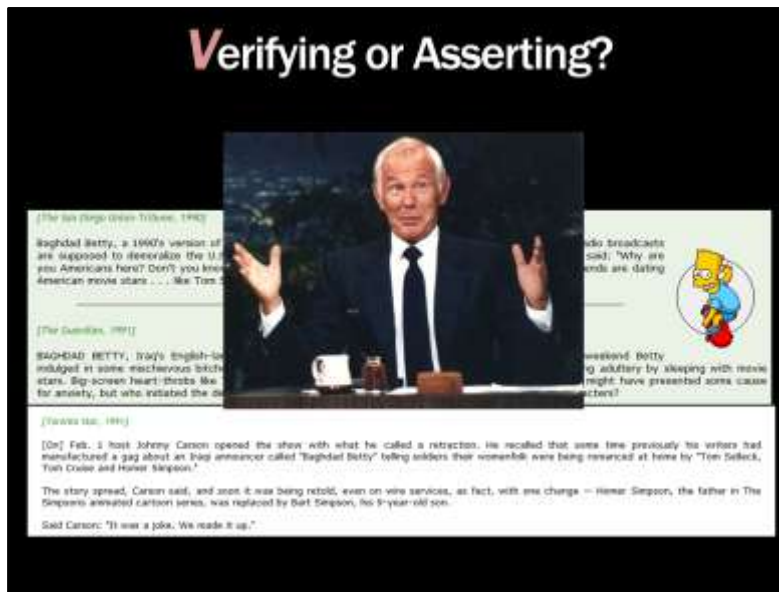 Verifying or Asserting?
[The San Diego Union-Tribune, 1990]
Baghdad Betty, a 1990's version of
adio broadcasts
are supposed to demoralize the U.S
said: "Why are
you Americans here? Don't you know
ends are dating
American movie stars . . . like Tom S
[The Guardian, 1991]
BAGHDAD BETTY, Iraq's English-la
weekend Betty
indulged in some mischievous bitche
ng adultery by sleeping with movie
stars. Big-screen heart-throbs like
might have presented some cause
for anxiety, but who initiated the de
acters?
[Toronto Star, 1991]
[On] Feb. 1 host Johnny Carson opened the show with what he called a retraction. He recalled that some time previously his writers had
manufactured a gag about an Iraqi announcer called "Baghdad Betty" telling soldiers their womenfolk were being romanced at home by "Tom Selleck,
Tom Cruise and Homer Simpson."
The story spread, Carson said, and soon it was being retold, even on wire services, as fact, with one change — Homer Simpson, the father in The
Simpsons animated cartoon series, was replaced by Bart Simpson, his 9-year-old son.
Said Carson: "It was a joke. We made it up."